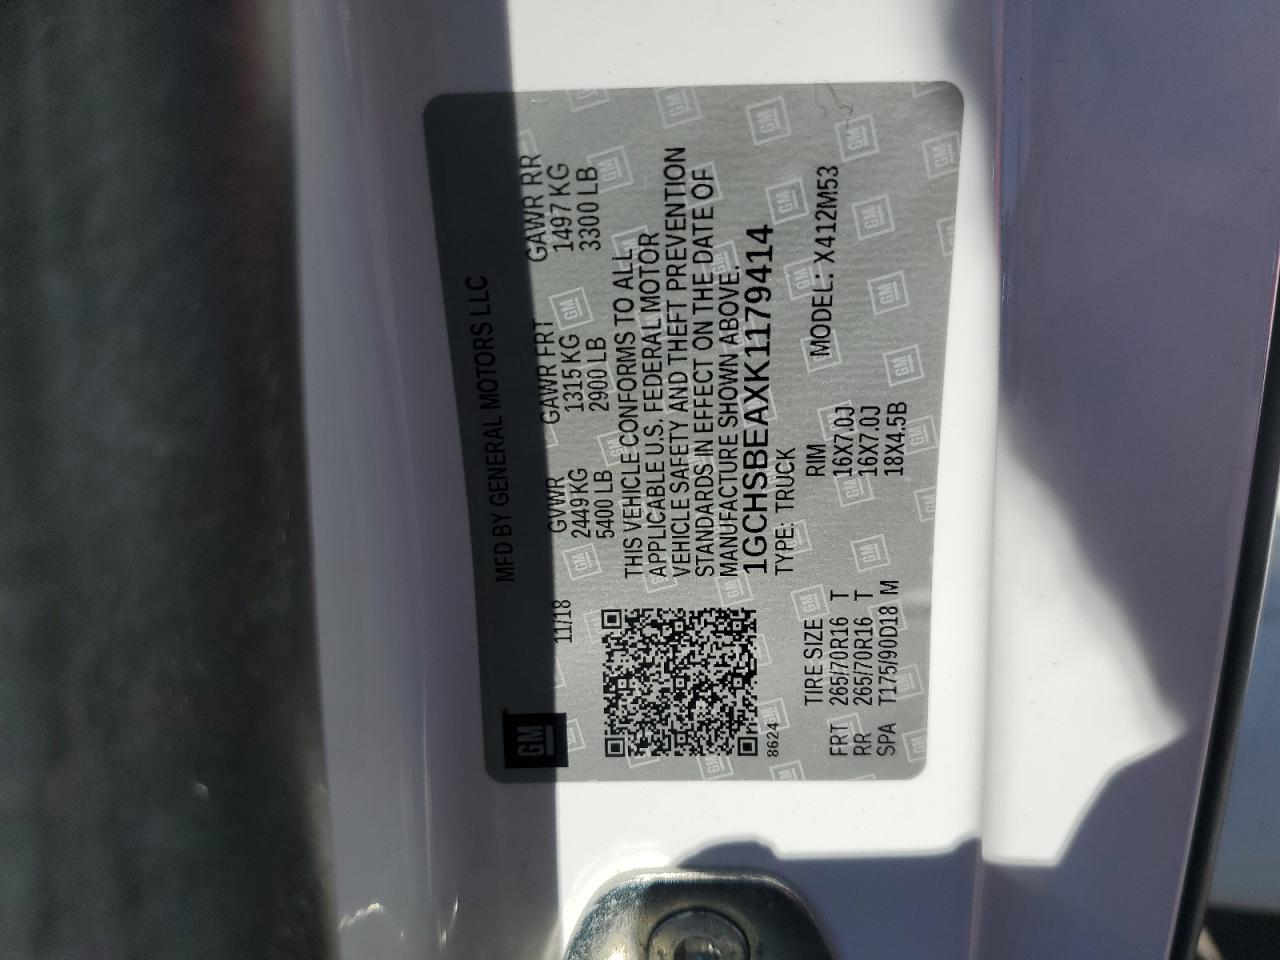 GM
MFD BY GENERAL MOTORS LLC
11/18
GVWR GAWR FRT GAWR RR
2449 KG 1315 KG 1497 KG
5400 LB 2900 LB 3300 LB
THIS VEHICLE CONFORMS TO ALL
APPLICABLE U.S. FEDERAL MOTOR
VEHICLE SAFETY AND THEFT PREVENTION
STANDARDS IN EFFECT ON THE DATE OF
MANUFACTURE SHOWN ABOVE.
1GCHSBEAXK1179414
8624
TYPE: TRUCK
MODEL: X412M53
TIRE SIZE RIM
FRT 265/70R16 T 16X7.0J
RR 265/70R16 T 16X7.0J
SPA T175/90D18 M 18X4.5B